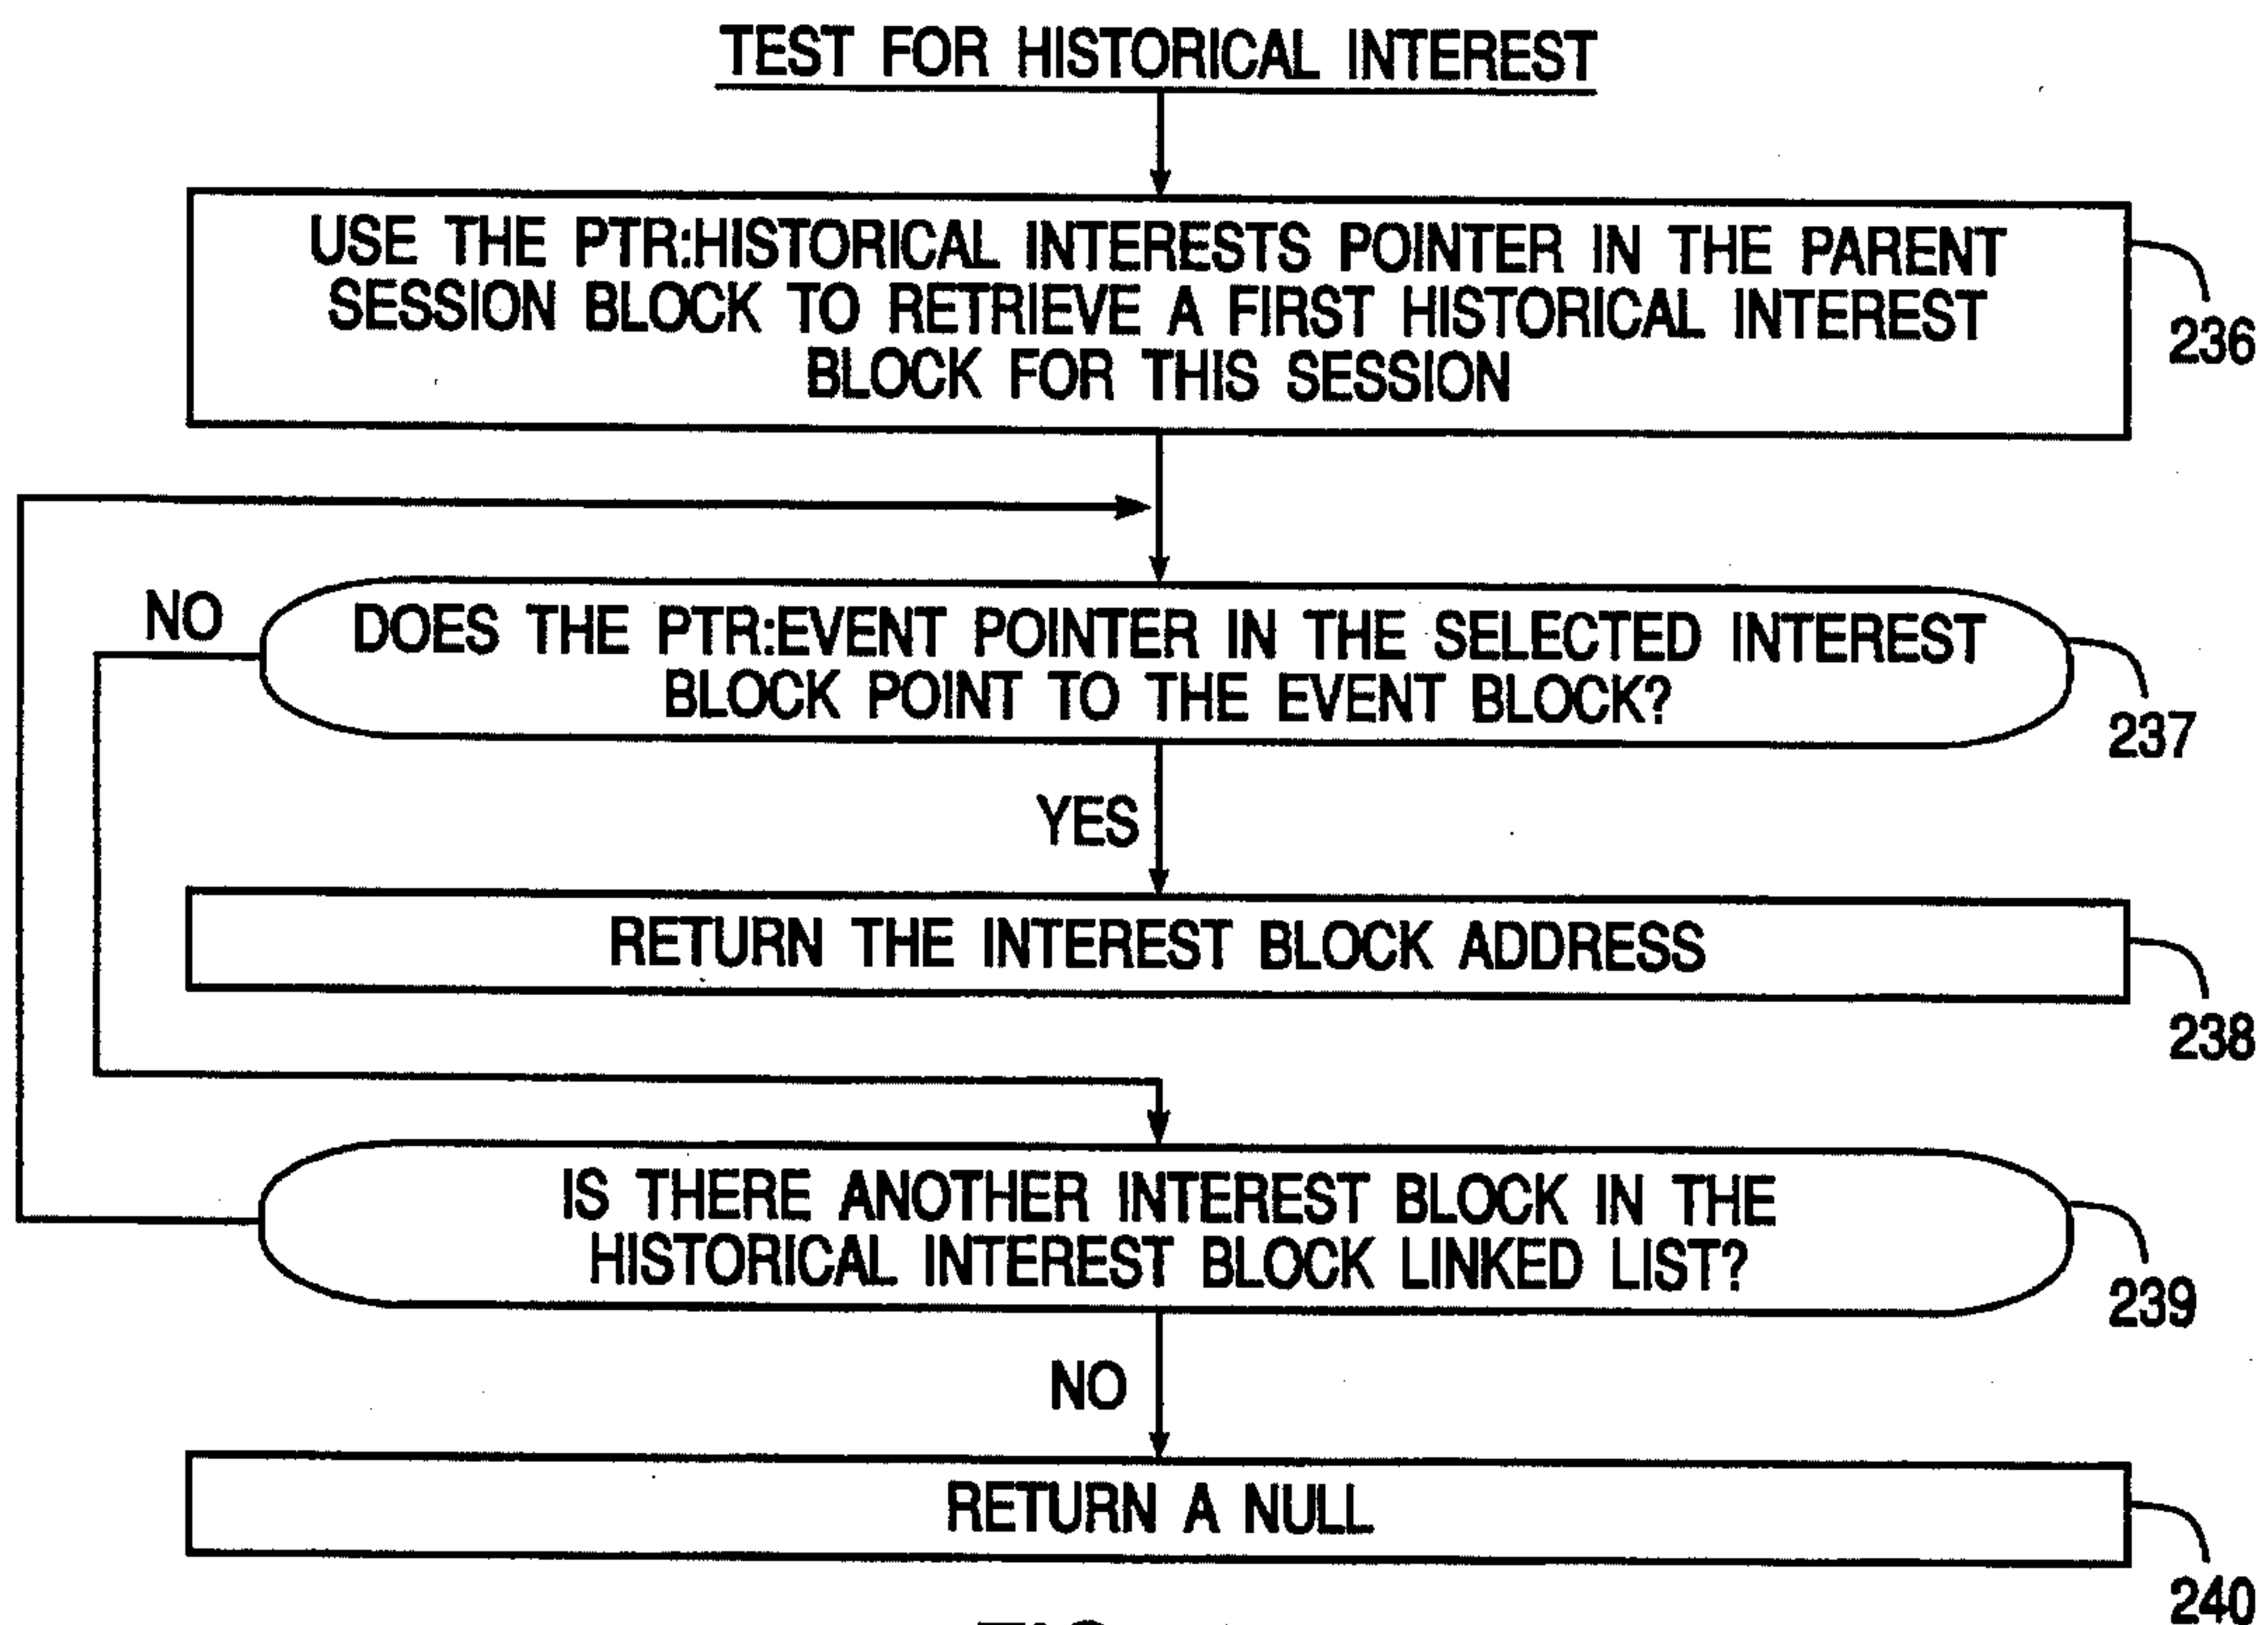 TEST FOR HISTORICAL INTEREST
USE THE PTR:HISTORICAL INTERESTS POINTER IN THE PARENT
SESSION BLOCK TO RETRIEVE A FIRST HISTORICAL INTEREST
BLOCK FOR THIS SESSION
236
NO
DOES THE PTR:EVENT POINTER IN THE SELECTED INTEREST
BLOCK POINT TO THE EVENT BLOCK?
237
YES
RETURN THE INTEREST BLOCK ADDRESS
238
IS THERE ANOTHER INTEREST BLOCK IN THE
HISTORICAL INTEREST BLOCK LINKED LIST?
239
NO
RETURN A NULL
240